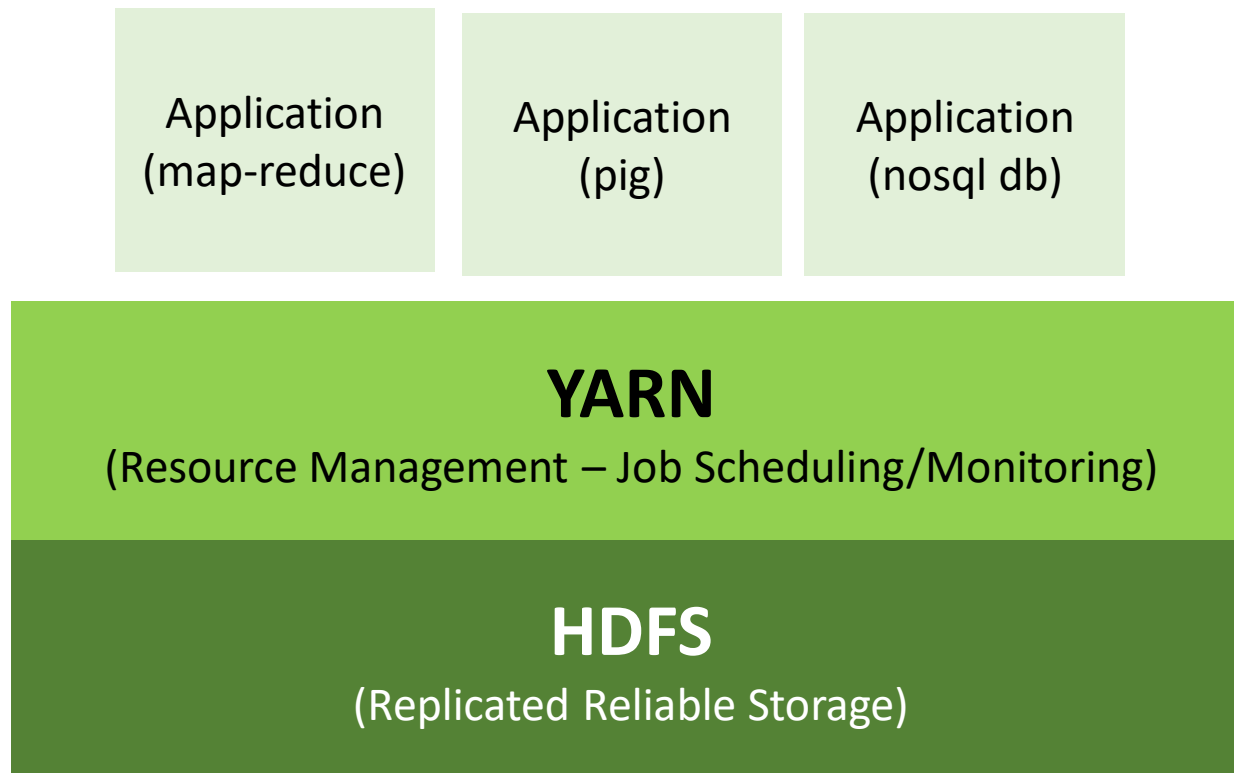 Application
(map-reduce)
Application
(pig)
Application
(nosql db)
YARN
(Resource Management – Job Scheduling/Monitoring)
HDFS
(Replicated Reliable Storage)